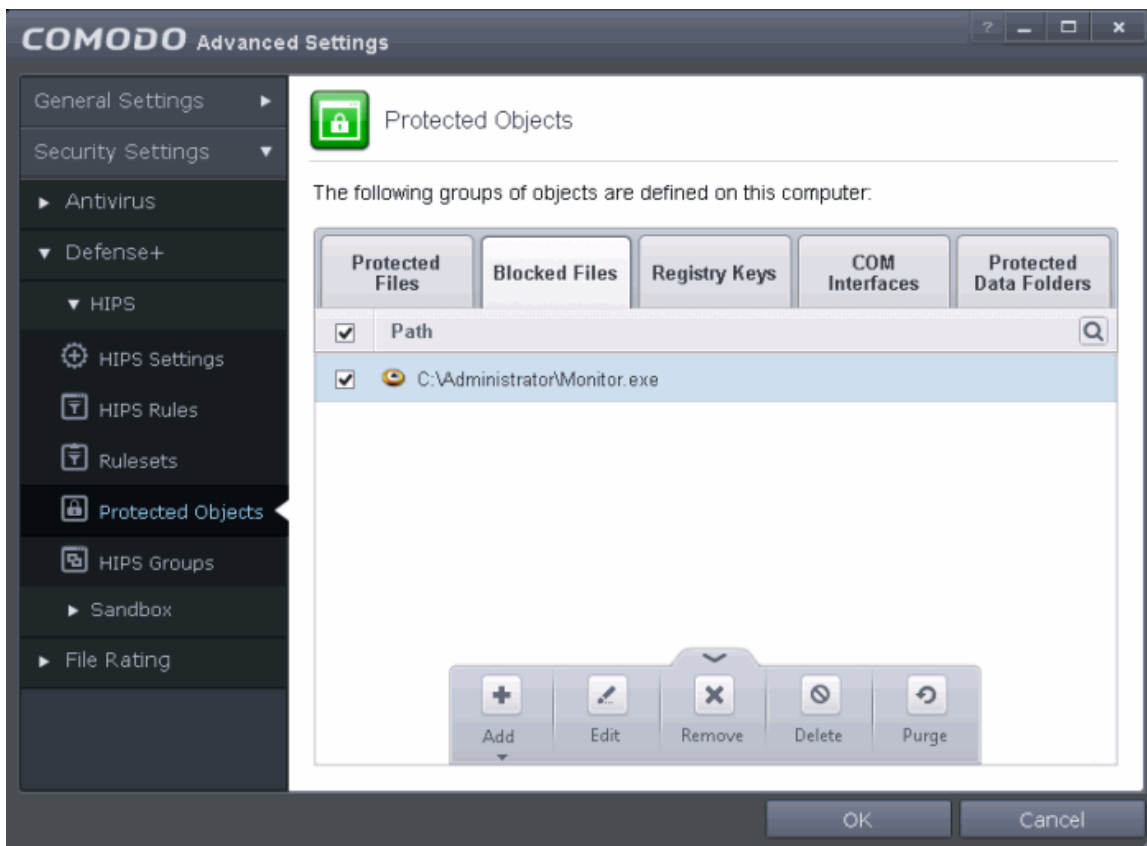 COMODO Advanced Settings
?
General Settings
Security Settings
Antivirus
Defense+
HIPS
HIPS Settings
HIPS Rules
Rulesets
Protected Objects
HIPS Groups
Sandbox
File Rating
Protected Objects
The following groups of objects are defined on this computer:
Protected Files
Blocked Files
Registry Keys
COM Interfaces
Protected Data Folders
Path
C:\Administrator\Monitor.exe
Add
Edit
Remove
Delete
Purge
OK
Cancel